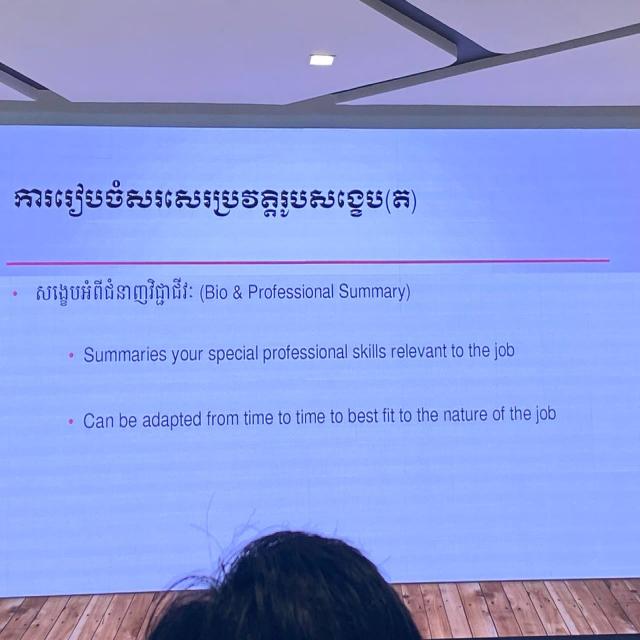 ការរៀបចំសរសេរប្រវត្តិរូបសង្ខេប(ត)
• សង្ខេបអំពីជំនាញវិជ្ជាជីវៈ (Bio & Professional Summary)
• Summaries your special professional skills relevant to the job
• Can be adapted from time to time to best fit to the nature of the job